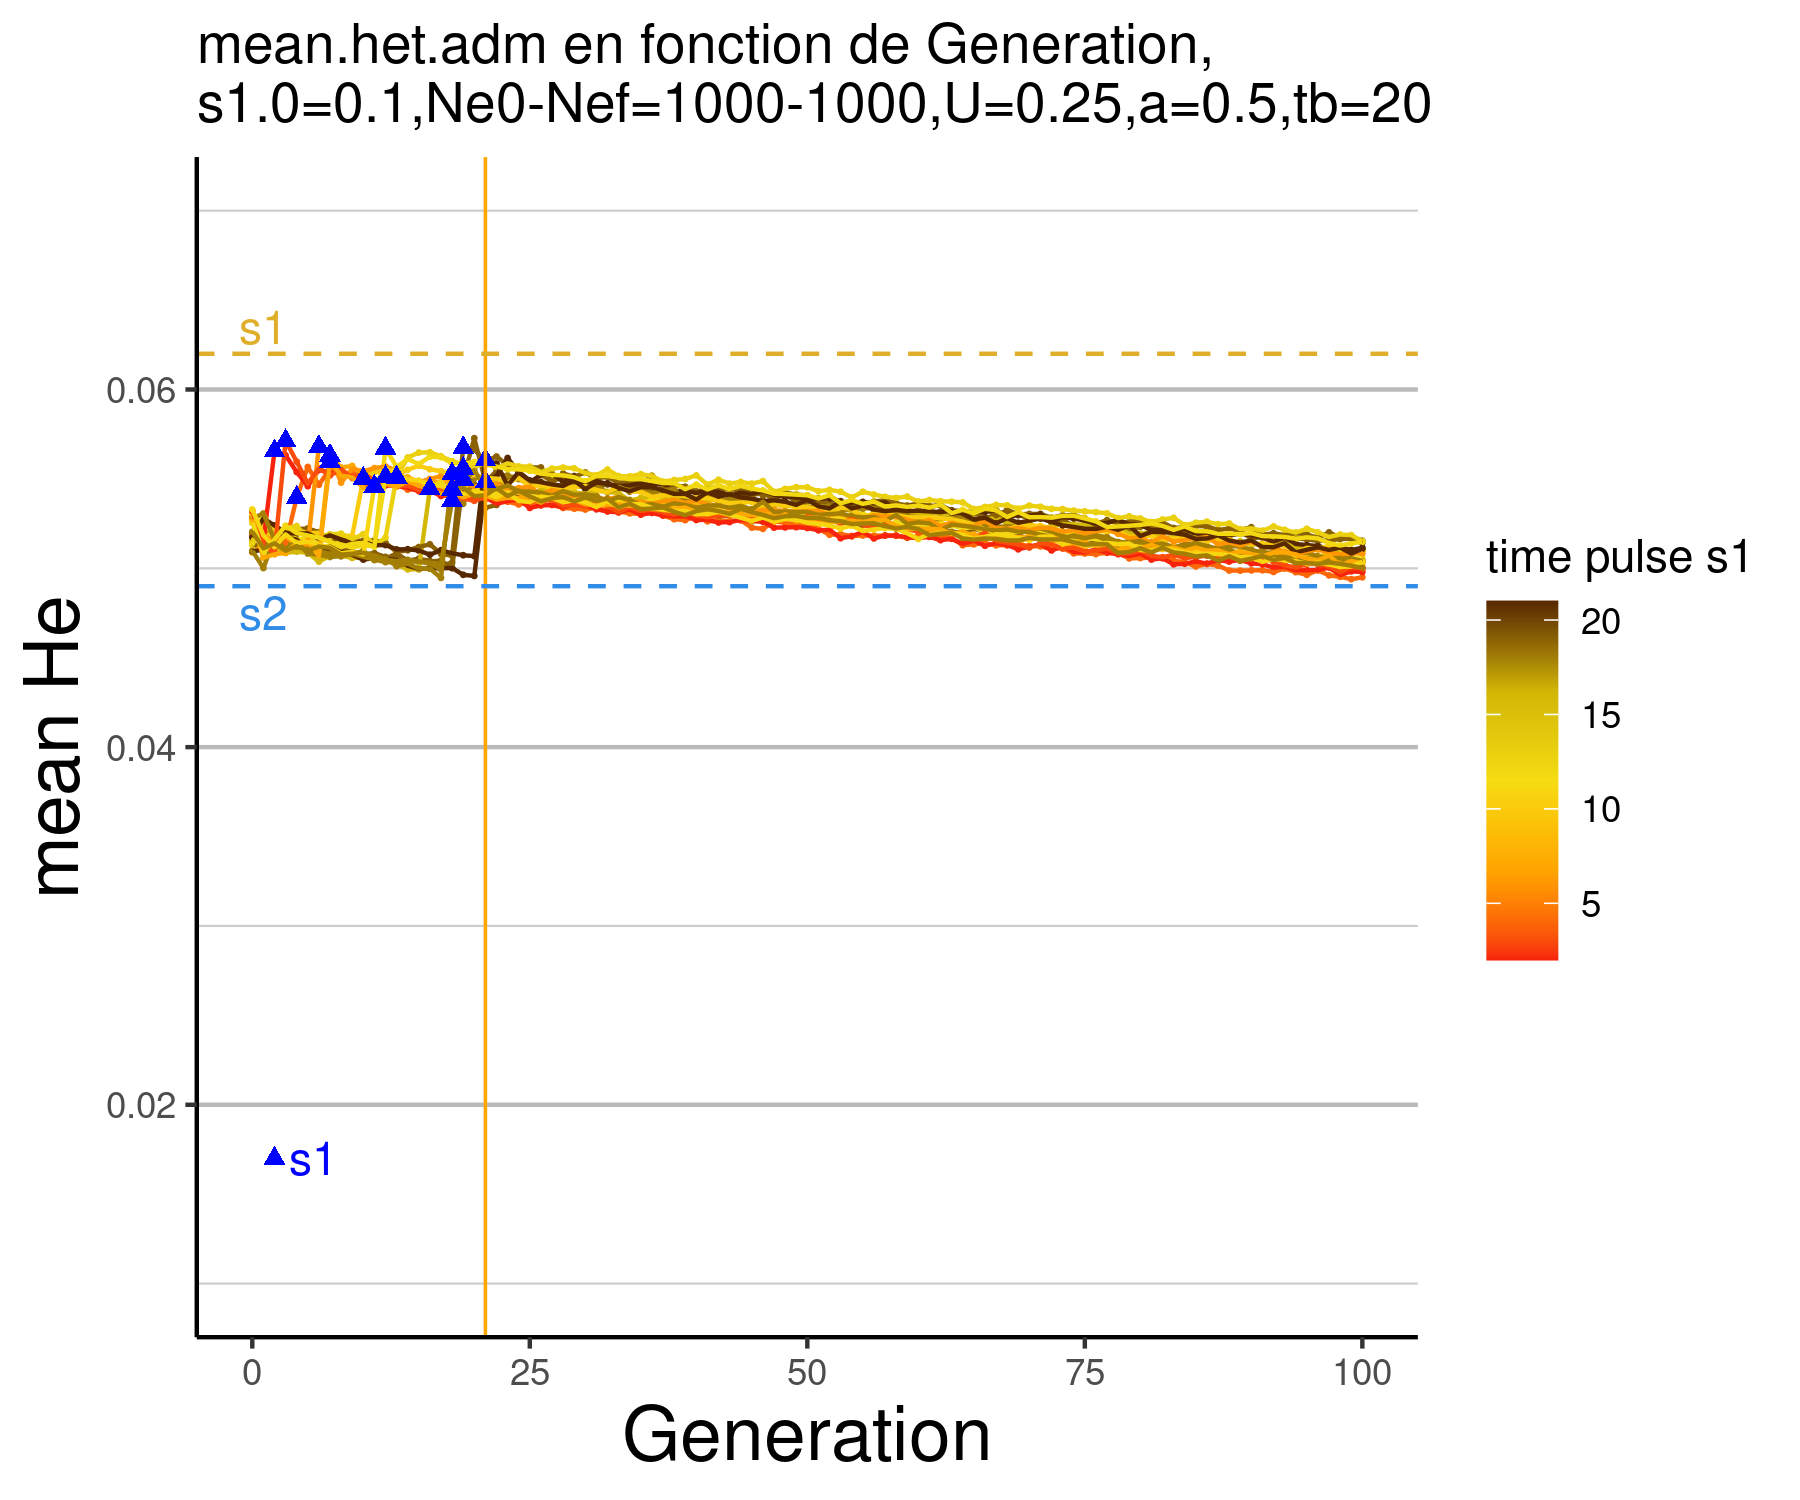 mean.het.adm en fonction de Generation,
s1.0=0.1,Ne0-Nef=1000-1000,U=0.25,a=0.5,tb=20
s1
0.06
s2
mean He
0.04
0.02
s1
0
25
50
75
100
Generation
time pulse s1
20
15
10
5